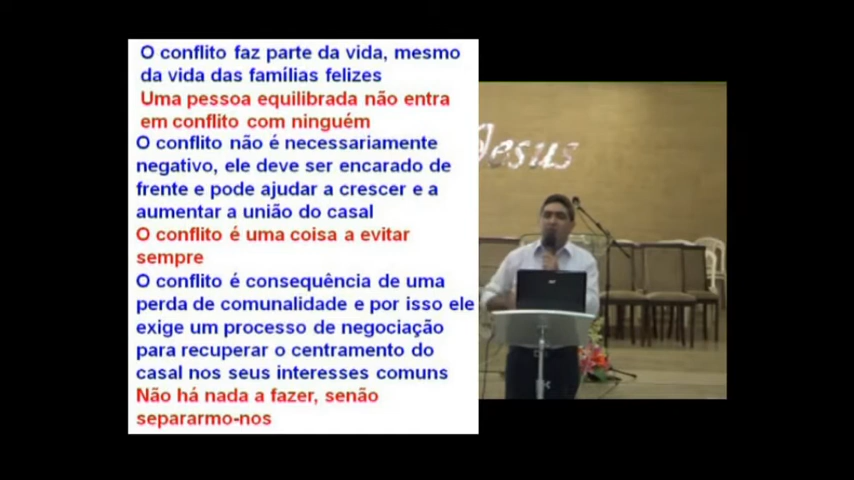 O conflito faz parte da vida, mesmo
da vida das famílias felizes
Uma pessoa equilibrada não entra
em conflito com ninguém
O conflito não é necessariamente
negativo, ele deve ser encarado de
frente e pode ajudar a crescer e a
aumentar a união do casal
O conflito é uma coisa a evitar
sempre
O conflito é consequência de uma
perda de comunalidade e por isso ele
exige um processo de negociação
para recuperar o centramento do
casal nos seus interesses comuns
Não há nada a fazer, senão
separarmo-nos
Jesus